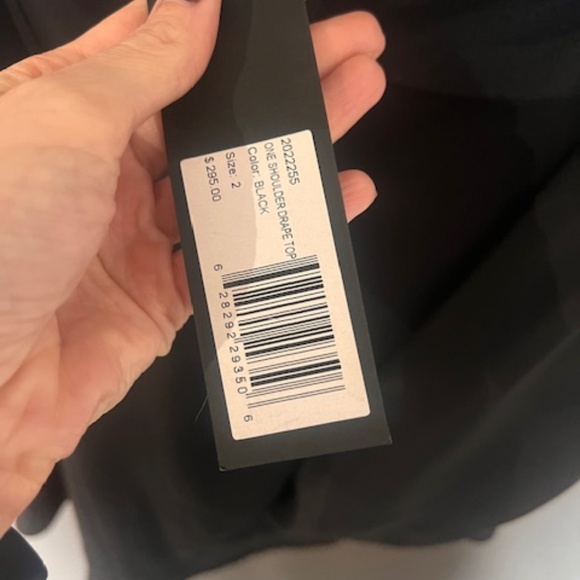 2022255
ONE SHOULDER DRAPE TOP
Color: BLACK
Size: 2
$ 295.00
6 28292 29350 6